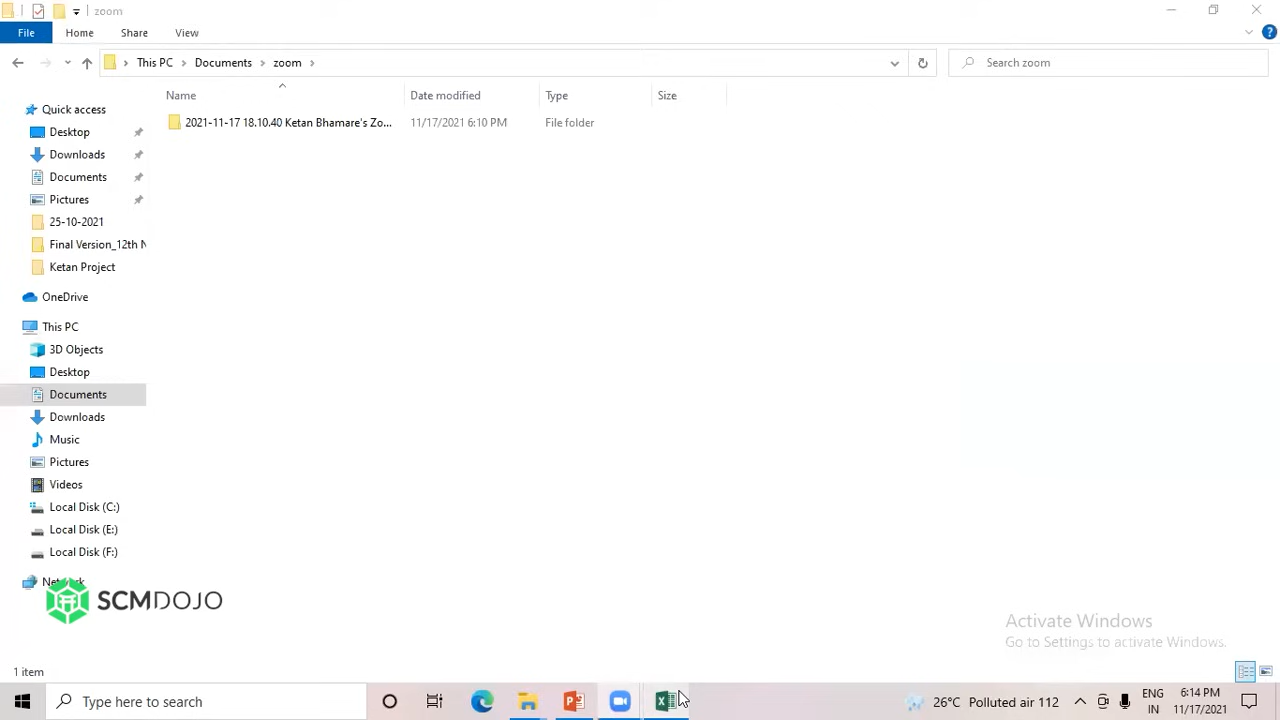 zoom
File Home Share View
This PC Documents zoom
Search zoom
Name Date modified Type Size
2021-11-17 18.10.40 Ketan Bhamare's Zo... 11/17/2021 6:10 PM File folder
Quick access
Desktop
Downloads
Documents
Pictures
25-10-2021
Final Version_12th N
Ketan Project
OneDrive
This PC
3D Objects
Desktop
Documents
Downloads
Music
Pictures
Videos
Local Disk (C:)
Local Disk (E:)
Local Disk (F:)
SCMDOJO
Activate Windows
Go to Settings to activate Windows.
1 item
Type here to search
26°C Polluted air 112
ENG
IN
6:14 PM
11/17/2021